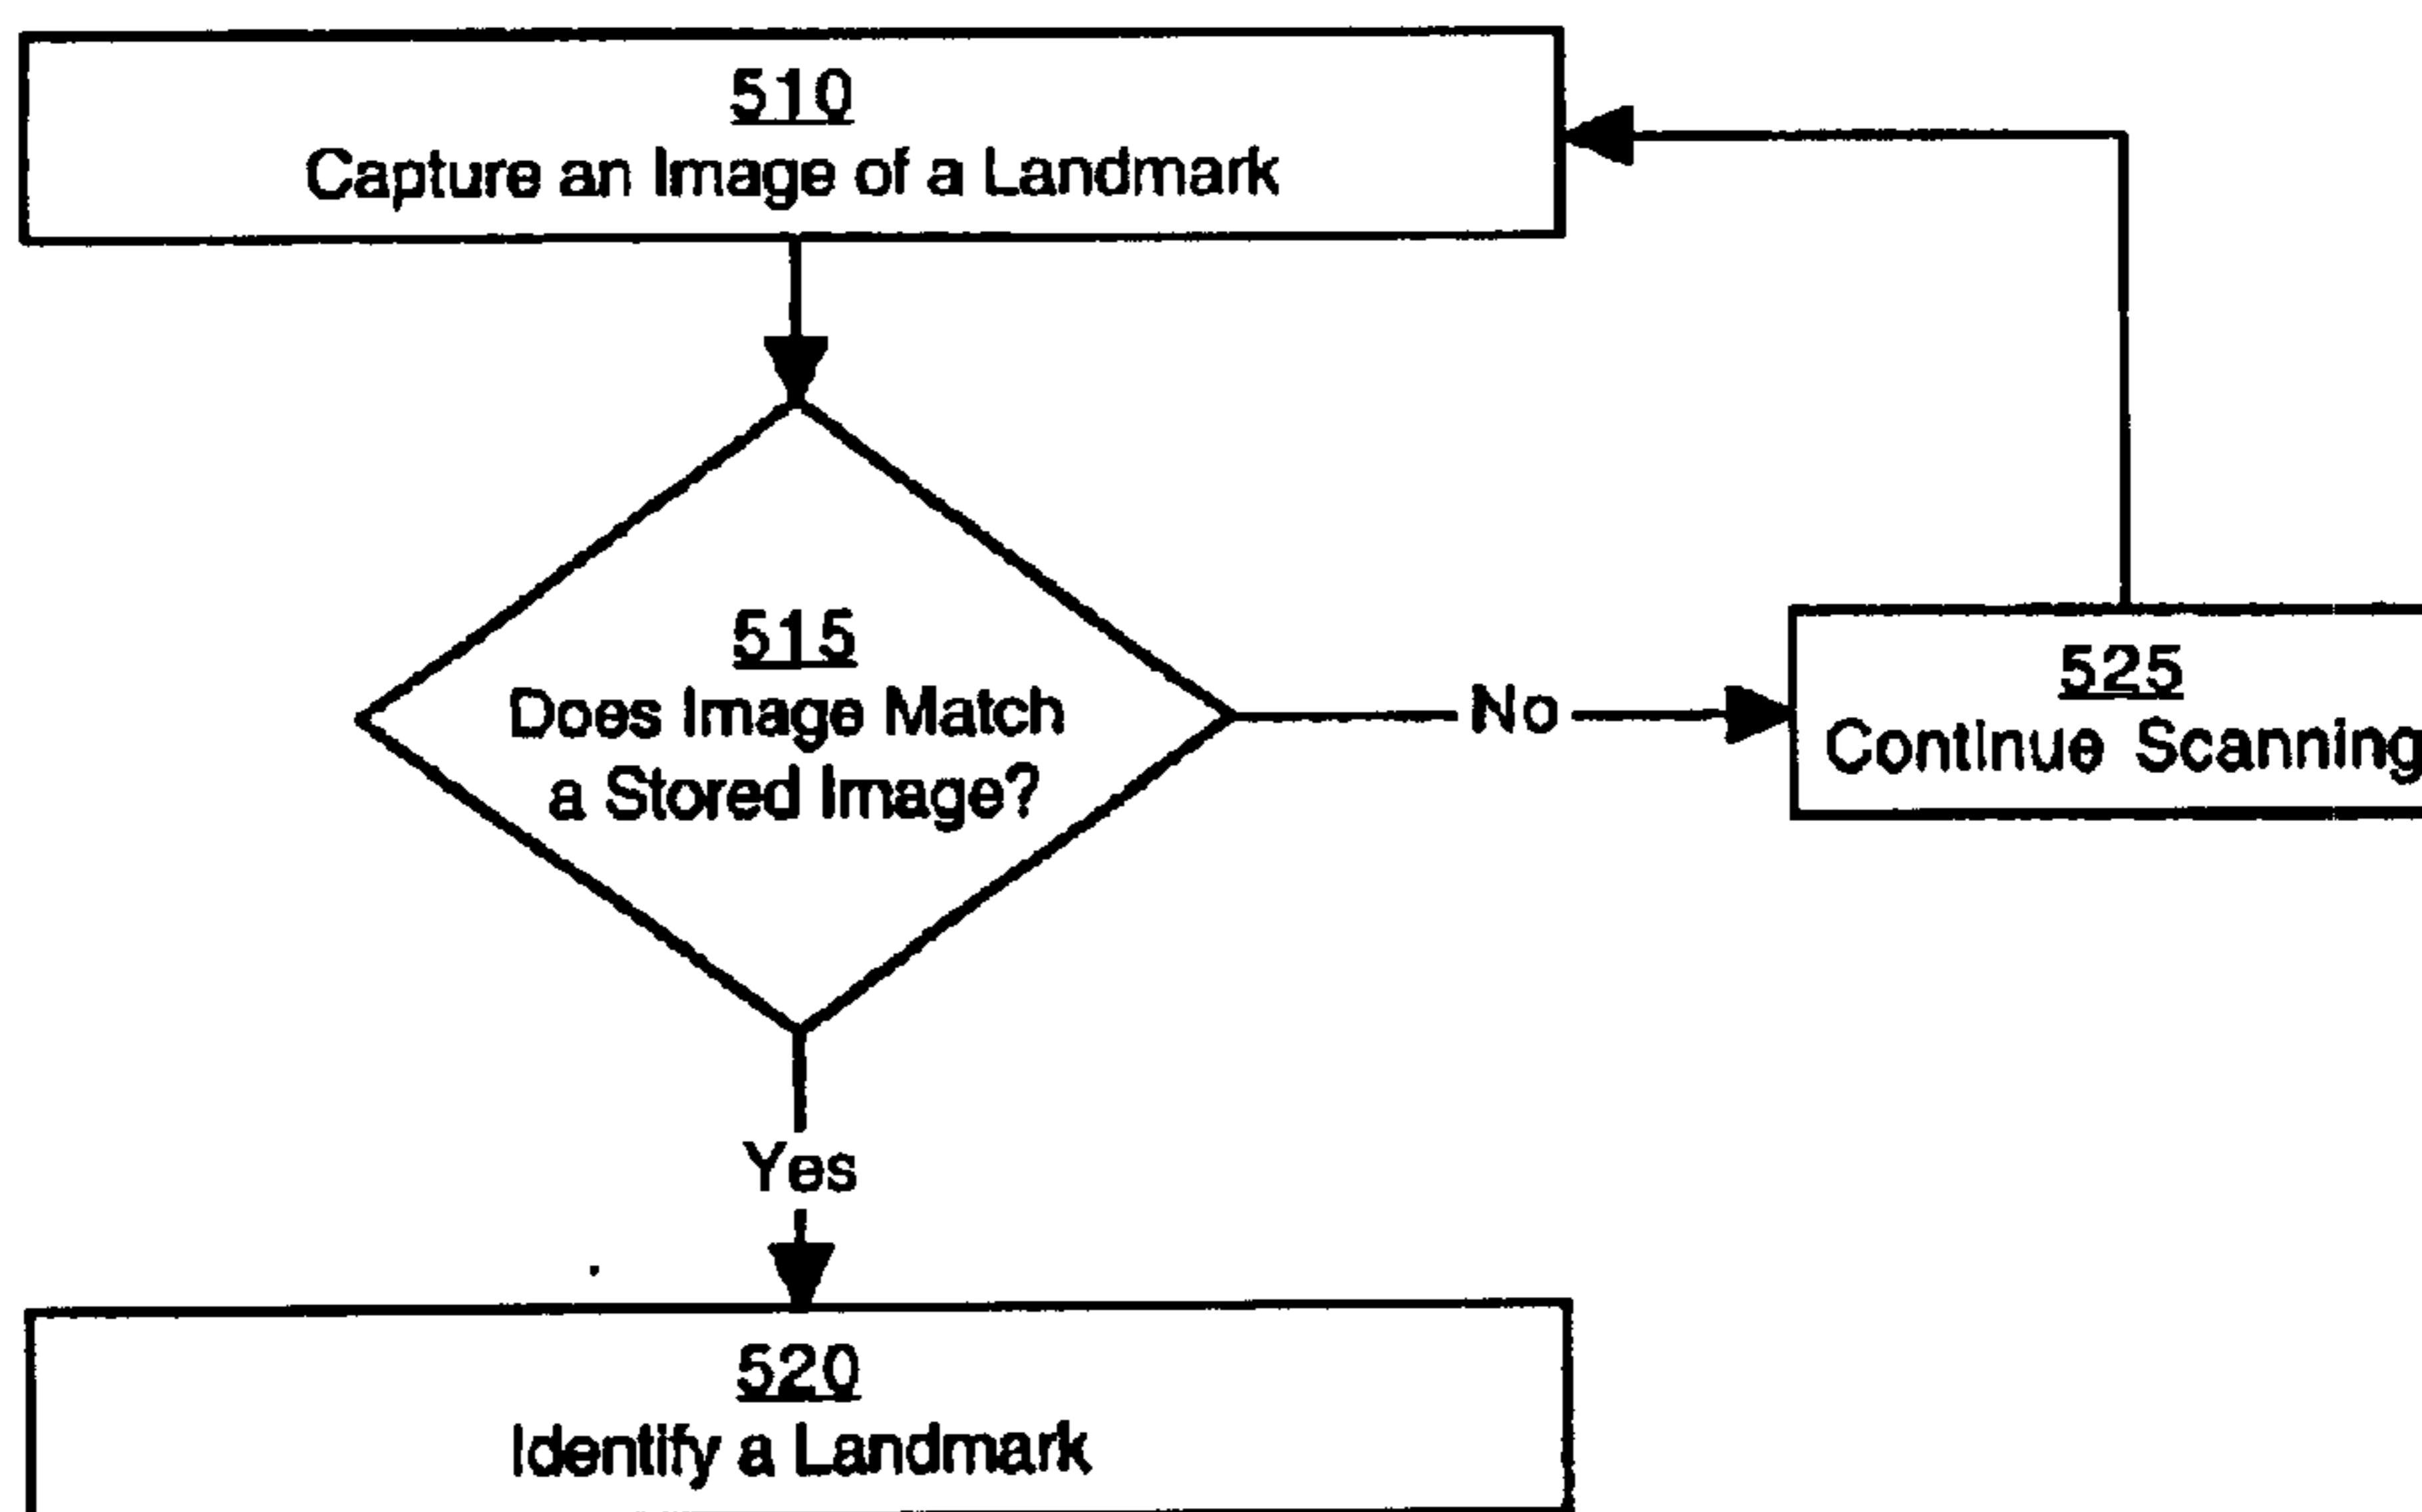 510
Capture an Image of a Landmark
515
Does Image Match
a Stored Image?
No
525
Continue Scanning
Yes
520
Identify a Landmark